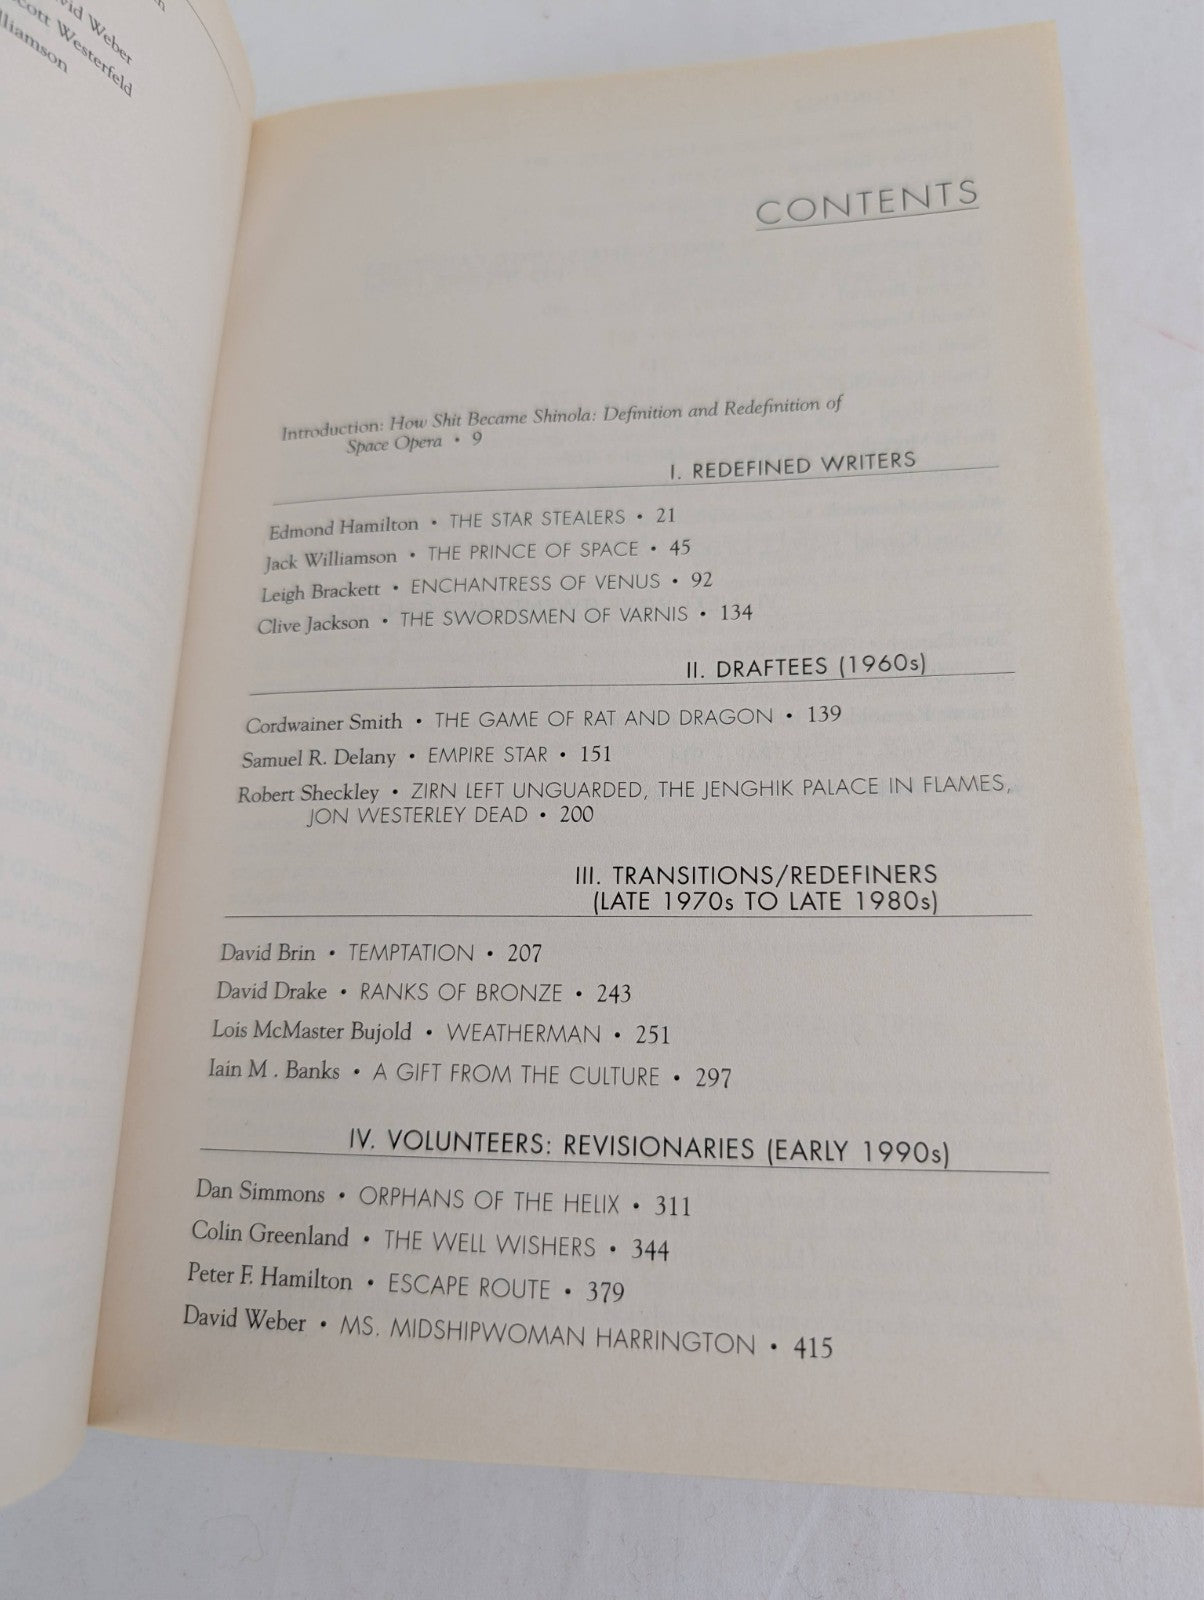 vid Weber
cott Westerfeld
lliamson
CONTENTS
Introduction: How Shit Became Shinola: Definition and Redefinition of
Space Opera • 9
I. REDEFINED WRITERS
Edmond Hamilton • THE STAR STEALERS • 21
Jack Williamson • THE PRINCE OF SPACE • 45
Leigh Brackett • ENCHANTRESS OF VENUS • 92
Clive Jackson • THE SWORDSMEN OF VARNIS • 134
II. DRAFTEES (1960s)
Cordwainer Smith • THE GAME OF RAT AND DRAGON • 139
Samuel R. Delany • EMPIRE STAR • 151
Robert Sheckley • ZIRN LEFT UNGUARDED, THE JENGHIK PALACE IN FLAMES,
JON WESTERLEY DEAD • 200
III. TRANSITIONS/REDEFINERS
(LATE 1970s TO LATE 1980s)
David Brin • TEMPTATION • 207
David Drake • RANKS OF BRONZE • 243
Lois McMaster Bujold • WEATHERMAN • 251
Iain M . Banks • A GIFT FROM THE CULTURE • 297
IV. VOLUNTEERS: REVISIONARIES (EARLY 1990s)
Dan Simmons • ORPHANS OF THE HELIX • 311
Colin Greenland • THE WELL WISHERS • 344
Peter F. Hamilton • ESCAPE ROUTE • 379
David Weber • MS. MIDSHIPWOMAN HARRINGTON • 415